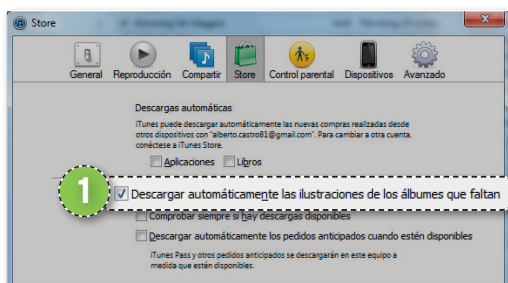 Store
General Reproducción Compartir Store Control parental Dispositivos Avanzado
Descargas automáticas
iTunes puede descargar automáticamente las nuevas compras realizadas desde
otros dispositivos con "alberto.castro81@gmail.com". Para cambiar a otra cuenta,
conéctese a iTunes Store.
Aplicaciones Libros
1 Descargar automáticamente las ilustraciones de los álbumes que faltan
Comprobar siempre si hay descargas disponibles
Descargar automáticamente los pedidos anticipados cuando estén disponibles
iTunes Pass y otros pedidos anticipados se descargarán en este equipo a
medida que estén disponibles.